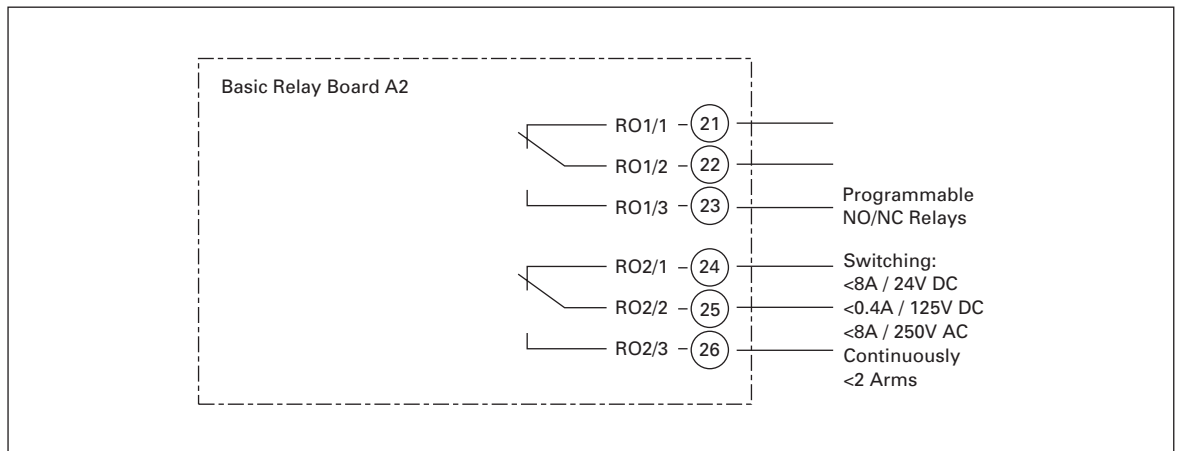 Basic Relay Board A2
RO1/1
21
RO1/2
22
RO1/3
23
Programmable
NO/NC Relays
RO2/1
24
Switching:
<8A / 24V DC
RO2/2
25
<0.4A / 125V DC
<8A / 250V AC
RO2/3
26
Continuously
<2 Arms